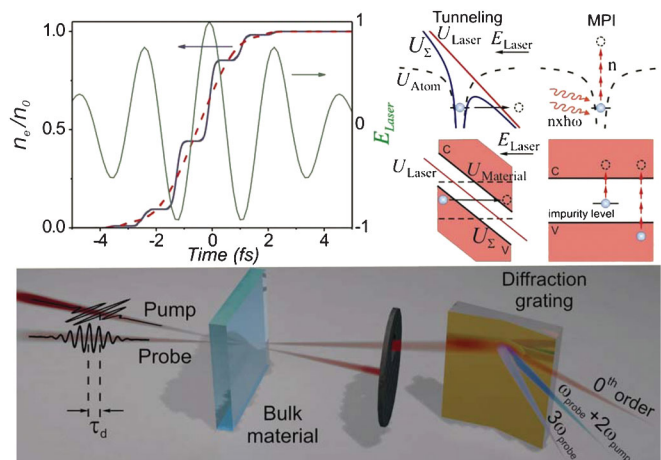 1.0
0.5
0.0
n_e/n_0
-4
-2
0
2
4
Time (fs)
1
0
-1
E_Laser
Tunneling
MPI
U_Σ
U_Laser
E_Laser
U_Atom
n
nxħω
E_Laser
C
U_Laser
U_Material
U_Σ
V
C
impurity level
V
Pump
Probe
τ_d
Bulk
material
Diffraction
grating
0th order
ω_probe +2ω_pump
3ω_probe